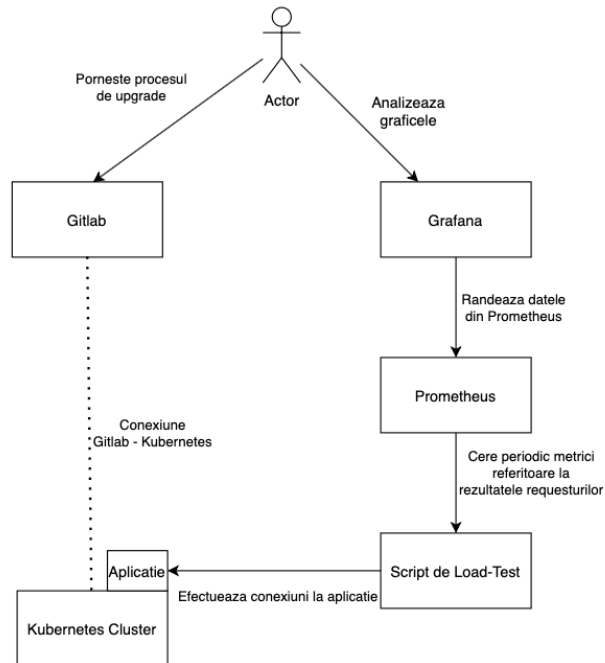 Porneste procesul
de upgrade
Actor
Analizeaza
graficele
Gitlab
Grafana
Randeaza datele
din Prometheus
Prometheus
Conexiune
Gitlab - Kubernetes
Cere periodic metrici
referitoare la
rezultatele requesturilor
Aplicatie
Script de Load-Test
Efectueaza conexiuni la aplicatie
Kubernetes Cluster